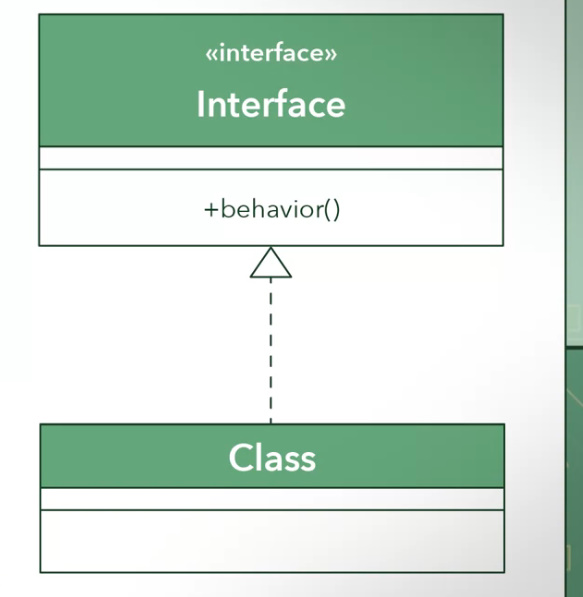 «interface»
Interface
+behavior()
Class